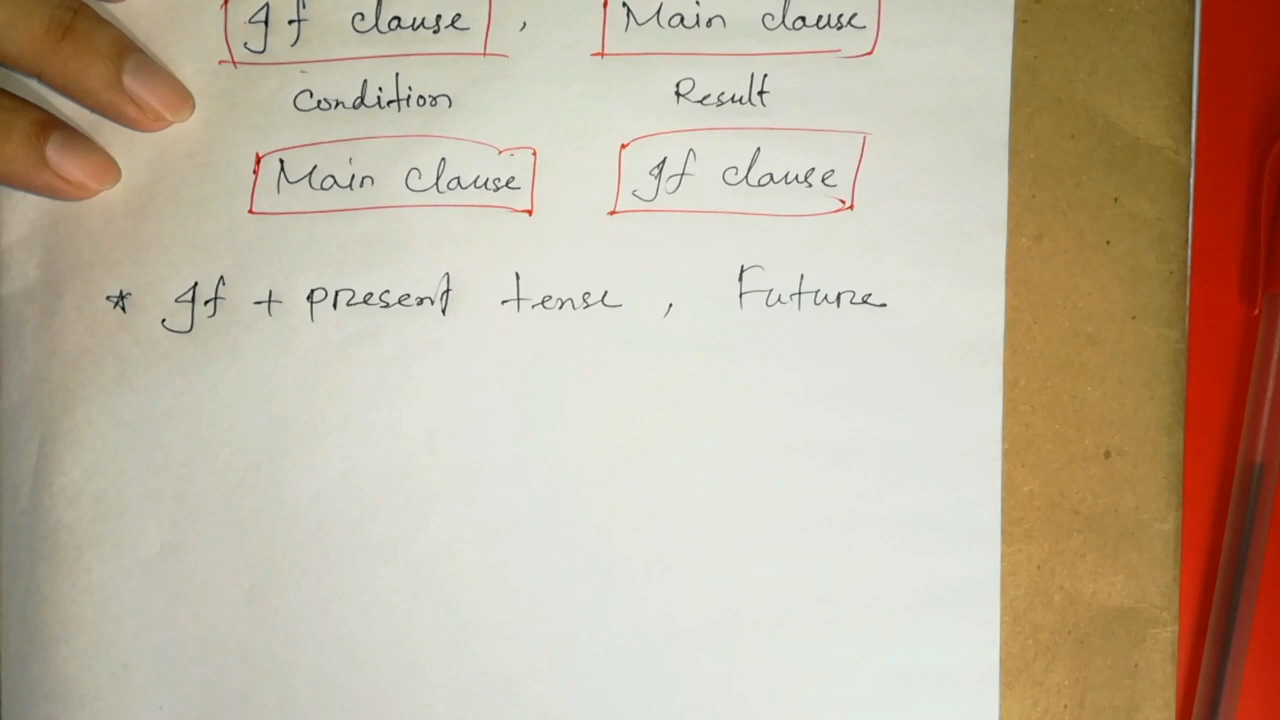 If clause , Main clause
Condition Result
Main clause If clause
* If + present tense , Future